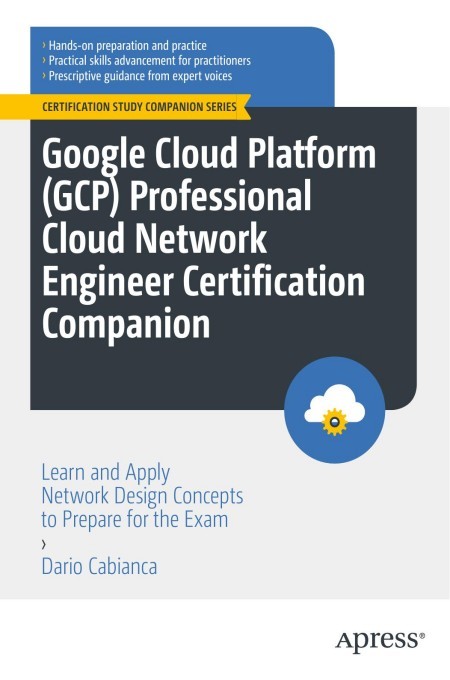 › Hands-on preparation and practice
› Practical skills advancement for practitioners
› Prescriptive guidance from expert voices
CERTIFICATION STUDY COMPANION SERIES
Google Cloud Platform
(GCP) Professional
Cloud Network
Engineer Certification
Companion
Learn and Apply
Network Design Concepts
to Prepare for the Exam
›
Dario Cabianca
Apress®